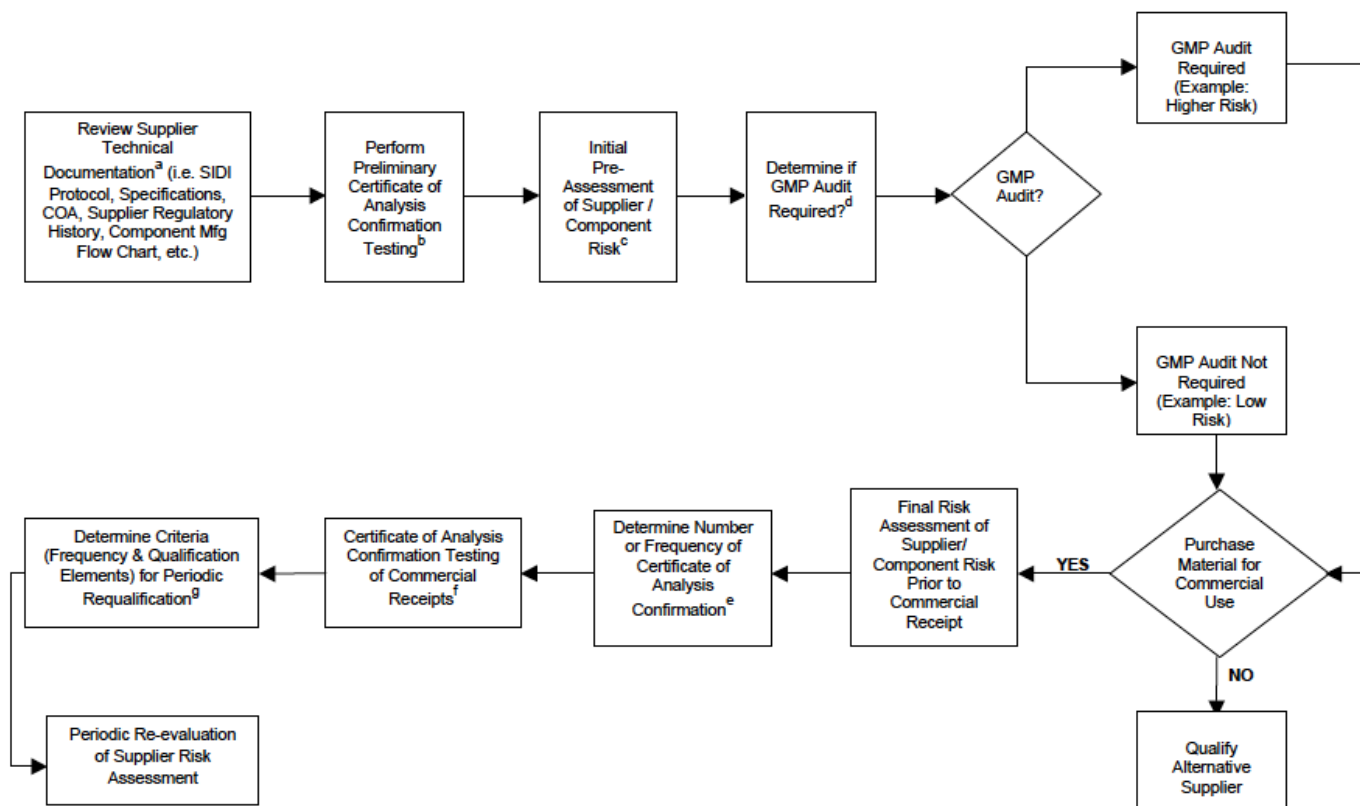 Review Supplier
Technical
Documentationᵃ (i.e. SIDI
Protocol, Specifications,
COA, Supplier Regulatory
History, Component Mfg
Flow Chart, etc.)
Perform
Preliminary
Certificate of
Analysis
Confirmation
Testingᵇ
Initial
Pre-
Assessment
of Supplier /
Component
Riskᶜ
Determine if
GMP Audit
Required?ᵈ
GMP
Audit?
GMP Audit
Required
(Example:
Higher Risk)
GMP Audit Not
Required
(Example: Low
Risk)
Purchase
Material for
Commercial
Use
YES
NO
Qualify
Alternative
Supplier
Final Risk
Assessment of
Supplier/
Component Risk
Prior to
Commercial
Receipt
Determine Number
or Frequency of
Certificate of
Analysis
Confirmationᵉ
Certificate of Analysis
Confirmation Testing
of Commercial
Receiptsᶠ
Determine Criteria
(Frequency & Qualification
Elements) for Periodic
Requalificationᵍ
Periodic Re-evaluation
of Supplier Risk
Assessment